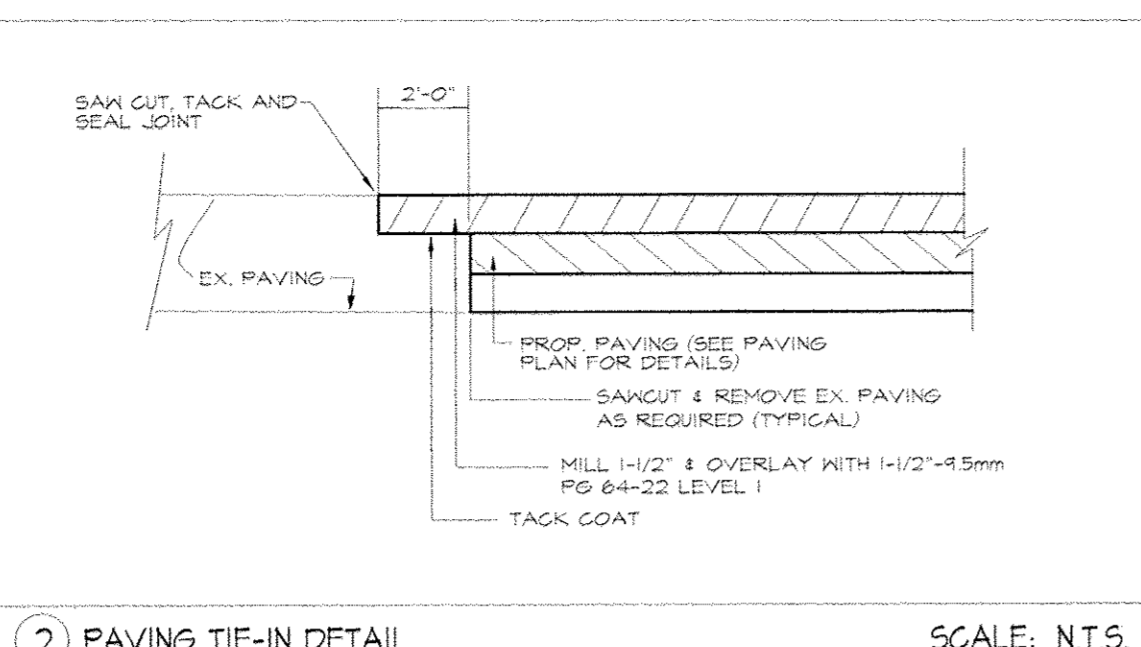 2'-0"
SAW CUT, TACK AND
SEAL JOINT
EX. PAVING
PROP. PAVING (SEE PAVING
PLAN FOR DETAILS)
SAWCUT & REMOVE EX. PAVING
AS REQUIRED (TYPICAL)
MILL 1-1/2" & OVERLAY WITH 1-1/2"-9.5mm
PG 64-22 LEVEL 1
TACK COAT
2 PAVING TIE-IN DETAIL
SCALE: N.T.S.